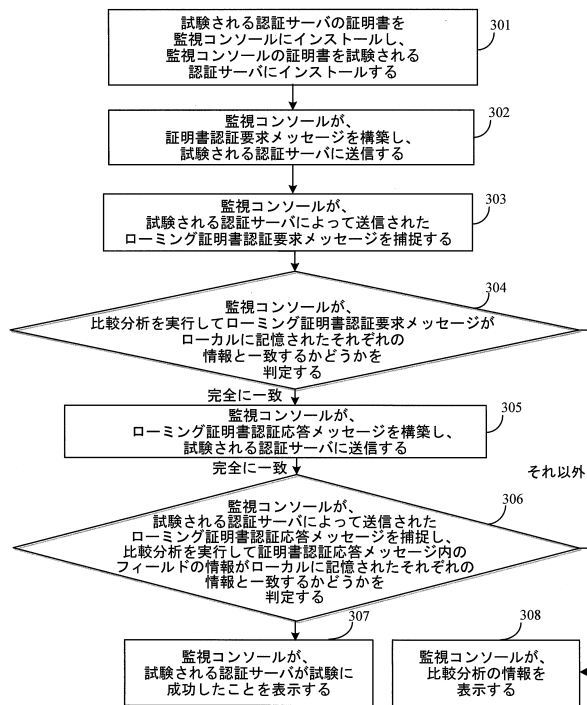 試験される認証サーバの証明書を
監視コンソールにインストールし、
監視コンソールの証明書を試験される
認証サーバにインストールする
301
監視コンソールが、
証明書認証要求メッセージを構築し、
試験される認証サーバに送信する
302
監視コンソールが、
試験される認証サーバによって送信された
ローミング証明書認証要求メッセージを捕捉する
303
監視コンソールが、
比較分析を実行してローミング証明書認証要求メッセージが
ローカルに記憶されたそれぞれの
情報と一致するかどうかを
判定する
304
完全に一致
監視コンソールが、
ローミング証明書認証応答メッセージを構築し、
試験される認証サーバに送信する
305
完全に一致
それ以外
監視コンソールが、
試験される認証サーバによって送信された
ローミング証明書認証応答メッセージを捕捉し、
比較分析を実行して証明書認証応答メッセージ内の
フィールドの情報がローカルに記憶されたそれぞれの
情報と一致するかどうかを
判定する
306
監視コンソールが、
試験される認証サーバが試験に
成功したことを表示する
307
監視コンソールが、
比較分析の情報を
表示する
308